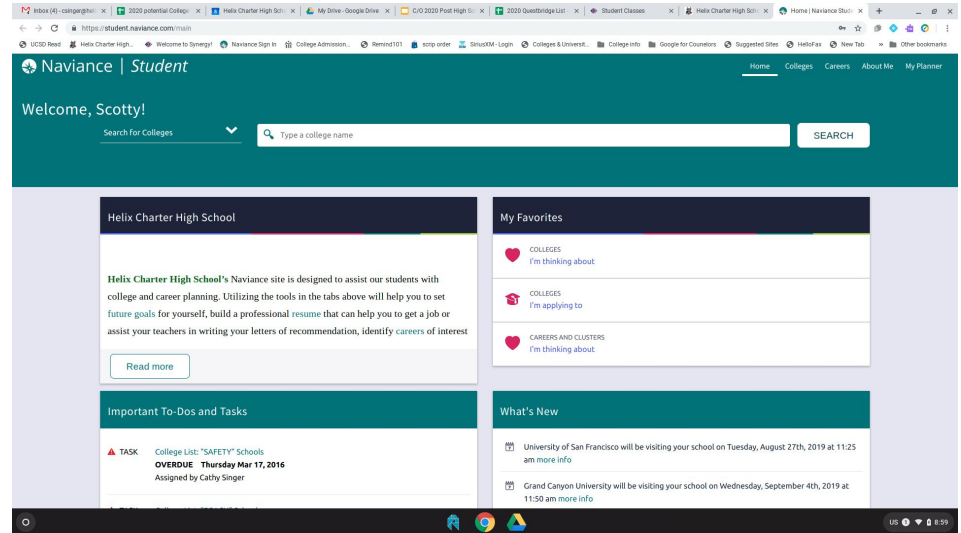 Inbox (4) - csinger@heli
2020 potential College
Helix Charter High Scho
My Drive - Google Drive
C/O 2020 Post High Sc
2020 Questbridge List -
Student Classes
Helix Charter High Scho
Home | Naviance Studen
https://student.naviance.com/main
UCSD Read
Helix Charter High...
Welcome to Synergy!
Naviance Sign In
College Admission...
Remind101
scrip order
SiriusXM - Login
Colleges & Universit...
College info
Google for Counselors
Suggested Sites
HelloFax
New Tab
»
Other bookmarks
Naviance | Student
Home Colleges Careers About Me My Planner
Welcome, Scotty!
Search for Colleges
Type a college name
SEARCH
Helix Charter High School
Helix Charter High School's Naviance site is designed to assist our students with
college and career planning. Utilizing the tools in the tabs above will help you to set
future goals for yourself, build a professional resume that can help you to get a job or
assist your teachers in writing your letters of recommendation, identify careers of interest
Read more
My Favorites
COLLEGES
I'm thinking about
COLLEGES
I'm applying to
CAREERS AND CLUSTERS
I'm thinking about
Important To-Dos and Tasks
TASK College List: "SAFETY" Schools
OVERDUE Thursday Mar 17, 2016
Assigned by Cathy Singer
What's New
University of San Francisco will be visiting your school on Tuesday, August 27th, 2019 at 11:25
am more info
Grand Canyon University will be visiting your school on Wednesday, September 4th, 2019 at
11:50 am more info
US
8:59